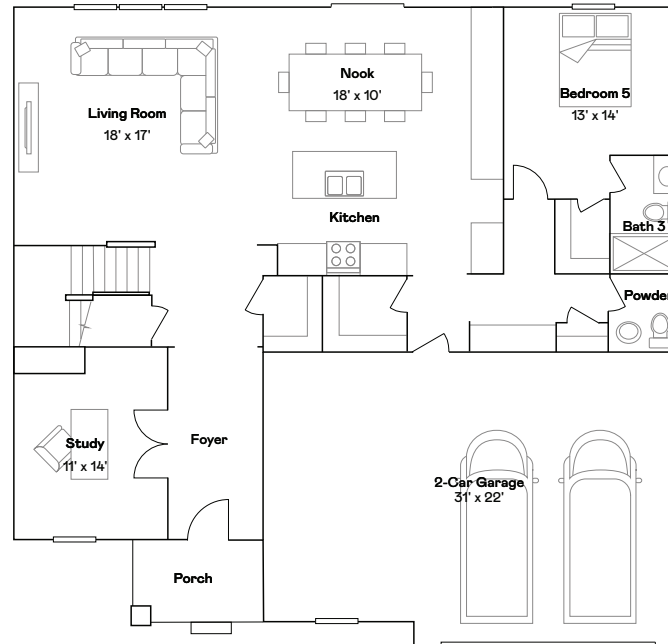 Nook
18' x 10'
Living Room
18' x 17'
Bedroom 5
13' x 14'
Kitchen
Bath 3
Powder
Study
11' x 14'
Foyer
2-Car Garage
31' x 22'
Porch